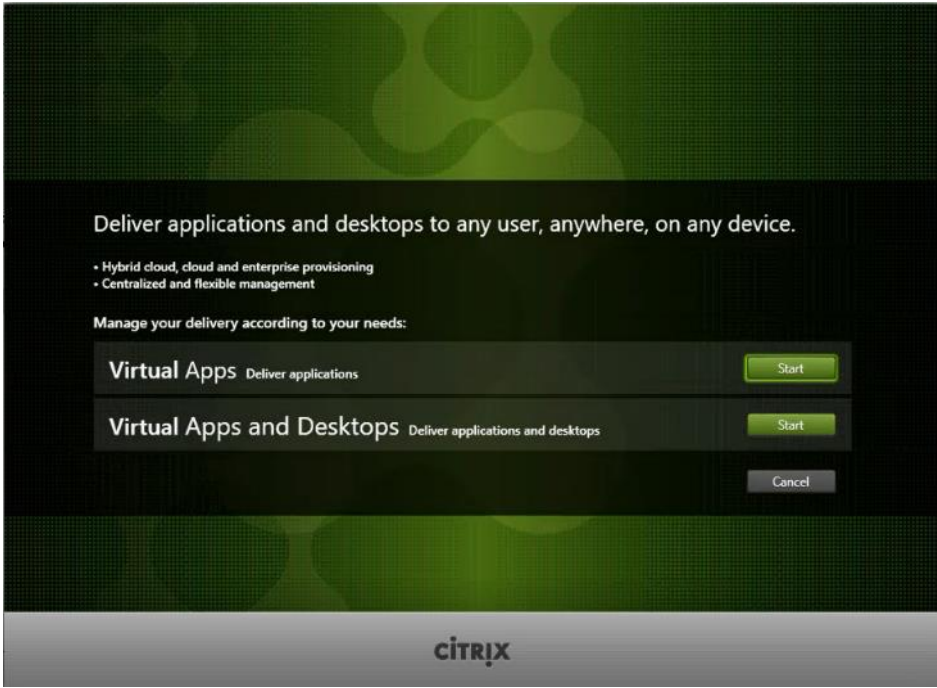 Deliver applications and desktops to any user, anywhere, on any device.
• Hybrid cloud, cloud and enterprise provisioning
• Centralized and flexible management
Manage your delivery according to your needs:
Virtual Apps Deliver applications
Start
Virtual Apps and Desktops Deliver applications and desktops
Start
Cancel
CITRIX